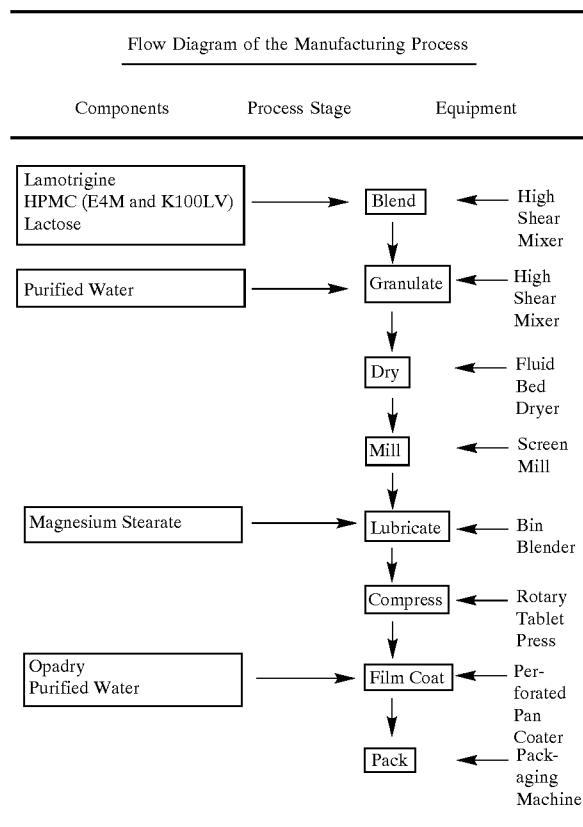 Flow Diagram of the Manufacturing Process
Components Process Stage Equipment
Lamotrigine
HPMC (E4M and K100LV)
Lactose
Blend
High
Shear
Mixer
Purified Water
Granulate
High
Shear
Mixer
Dry
Fluid
Bed
Dryer
Mill
Screen
Mill
Magnesium Stearate
Lubricate
Bin
Blender
Compress
Rotary
Tablet
Press
Opadry
Purified Water
Film Coat
Per-
forated
Pan
Coater
Pack
Pack-
aging
Machine